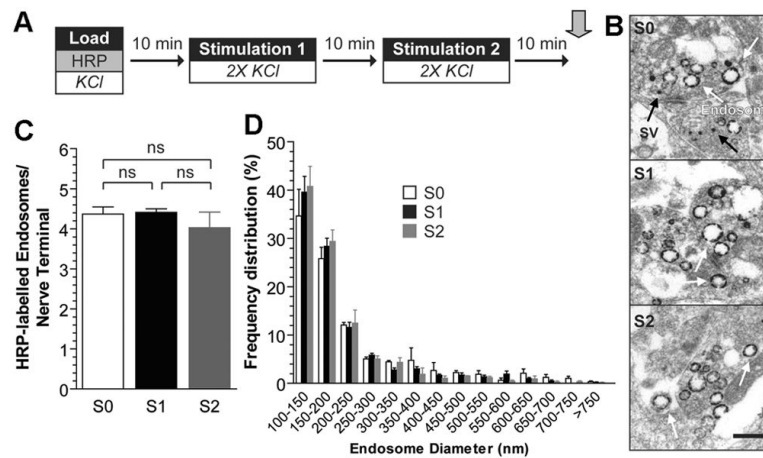 A
Load
HRP
KCl
10 min
Stimulation 1
2X KCl
10 min
Stimulation 2
2X KCl
10 min
B
S0
Endosom
SV
S1
S2
C
HRP-labelled Endosomes/
Nerve Terminal
6
5
4
3
2
1
0
ns
ns
ns
S0
S1
S2
D
Frequency distribution (%)
50
40
30
20
10
0
S0
S1
S2
100-150
150-200
200-250
250-300
300-350
350-400
400-450
450-500
500-550
550-600
600-650
650-700
700-750
>750
Endosome Diameter (nm)